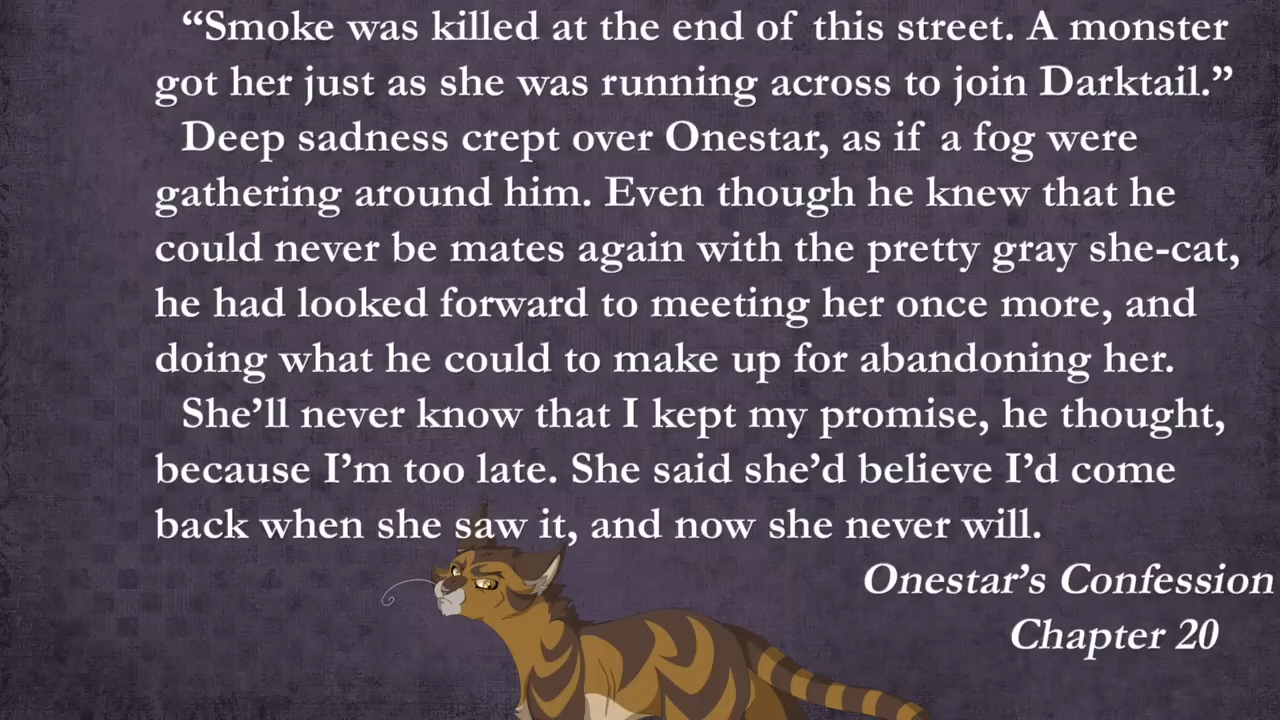 “Smoke was killed at the end of this street. A monster
got her just as she was running across to join Darktail.”
Deep sadness crept over Onestar, as if a fog were
gathering around him. Even though he knew that he
could never be mates again with the pretty gray she-cat,
he had looked forward to meeting her once more, and
doing what he could to make up for abandoning her.
She’ll never know that I kept my promise, he thought,
because I’m too late. She said she’d believe I’d come
back when she saw it, and now she never will.
Onestar’s Confession
Chapter 20